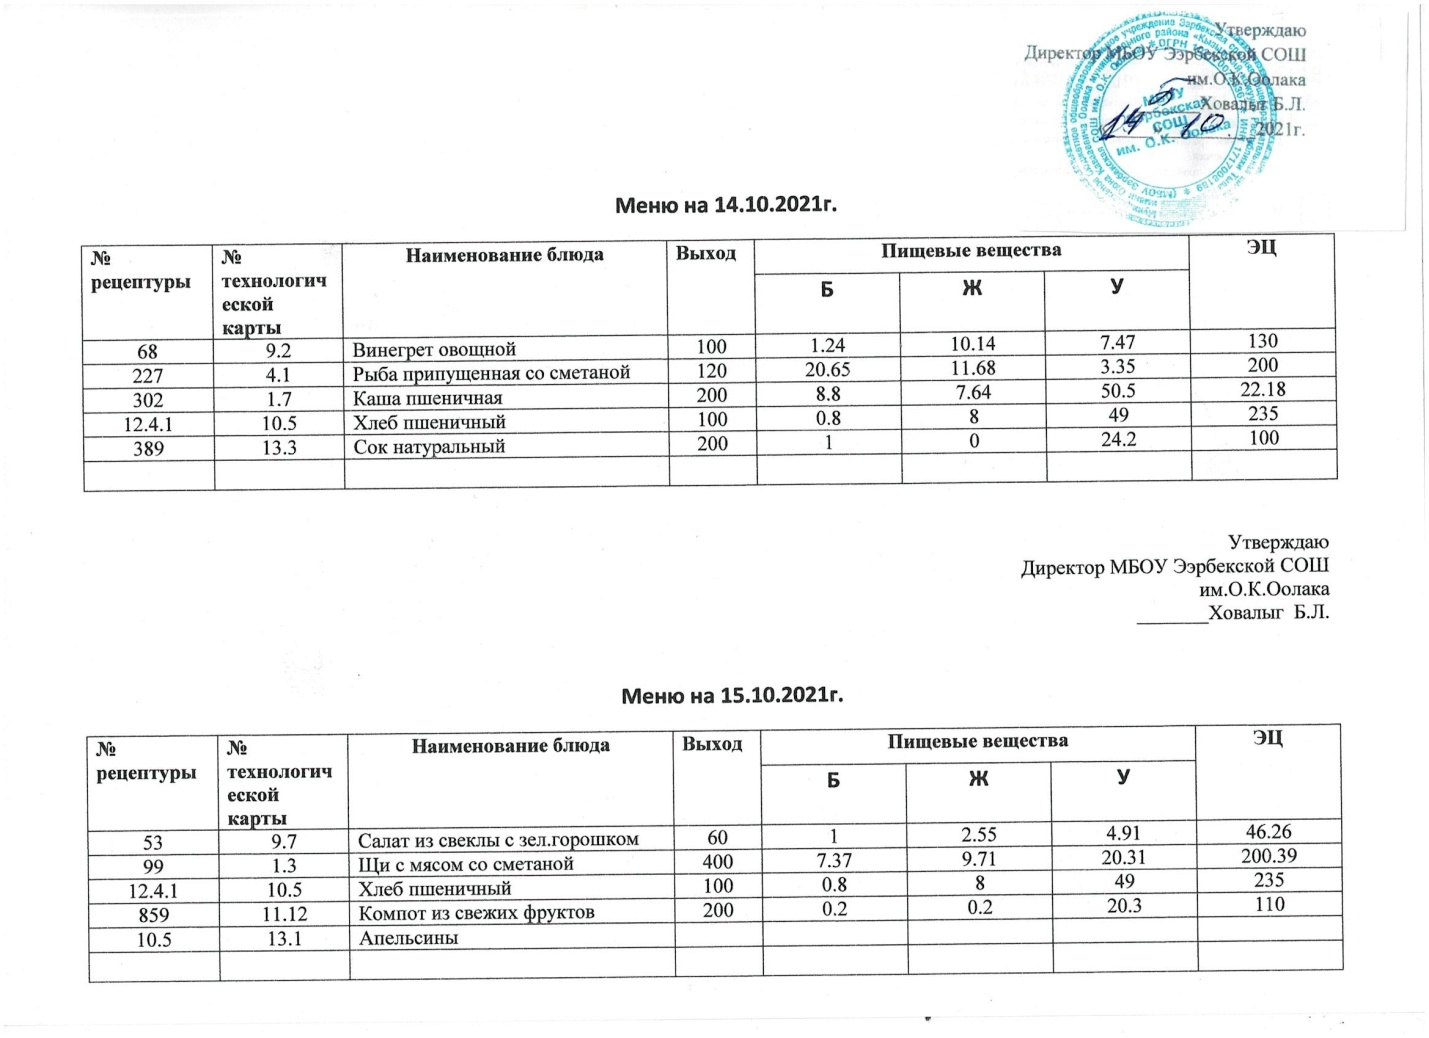 Утверждаю
Директор МБОУ Ээрбекской СОШ
им.О.К.Оолака
Ховалыг Б.Л.
14 10. 2021г.
МБОУ
Ээрбекская
СОШ
им. О.К. Оолака
Меню на 14.10.2021г.
№ рецептуры № технологической карты Наименование блюда Выход Пищевые вещества ЭЦ
Б Ж У
68 9.2 Винегрет овощной 100 1.24 10.14 7.47 130
227 4.1 Рыба припущенная со сметаной 120 20.65 11.68 3.35 200
302 1.7 Каша пшеничная 200 8.8 7.64 50.5 22.18
12.4.1 10.5 Хлеб пшеничный 100 0.8 8 49 235
389 13.3 Сок натуральный 200 1 0 24.2 100
Утверждаю
Директор МБОУ Ээрбекской СОШ
им.О.К.Оолака
_______Ховалыг Б.Л.
Меню на 15.10.2021г.
№ рецептуры № технологической карты Наименование блюда Выход Пищевые вещества ЭЦ
Б Ж У
53 9.7 Салат из свеклы с зел.горошком 60 1 2.55 4.91 46.26
99 1.3 Щи с мясом со сметаной 400 7.37 9.71 20.31 200.39
12.4.1 10.5 Хлеб пшеничный 100 0.8 8 49 235
859 11.12 Компот из свежих фруктов 200 0.2 0.2 20.3 110
10.5 13.1 Апельсины